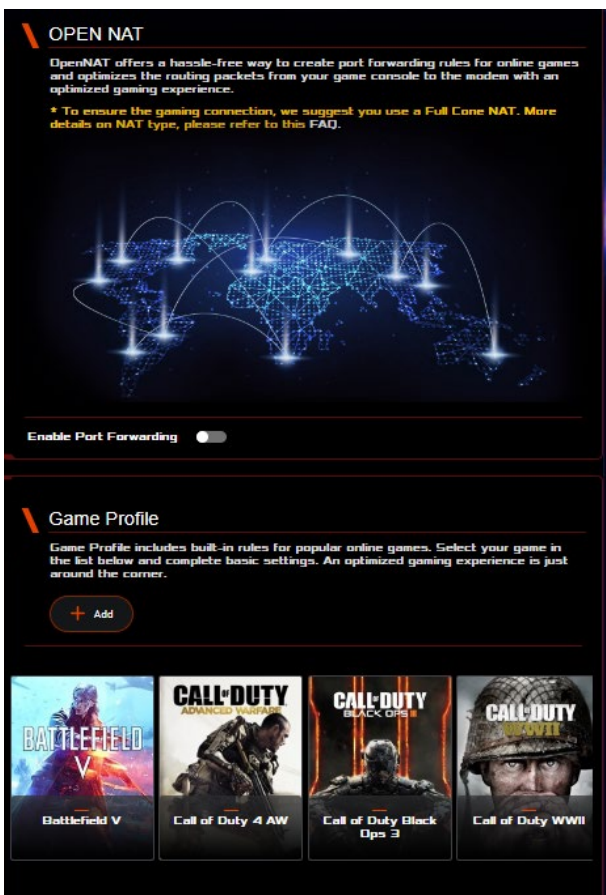 OPEN NAT
OpenNAT offers a hassle-free way to create port forwarding rules for online games
and optimizes the routing packets from your game console to the modem with an
optimized gaming experience.
* To ensure the gaming connection, we suggest you use a Full Cone NAT. More
details on NAT type, please refer to this FAQ.
Enable Port Forwarding
Game Profile
Game Profile includes built-in rules for popular online games. Select your game in
the list below and complete basic settings. An optimized gaming experience is just
around the corner.
+ Add
BATTLEFIELD
V
CALL OF DUTY
ADVANCED WARFARE
CALL OF DUTY
BLACK OPS III
CALL OF DUTY
WWII
Battlefield V
Call of Duty 4 AW
Call of Duty Black
Ops 3
Call of Duty WWII